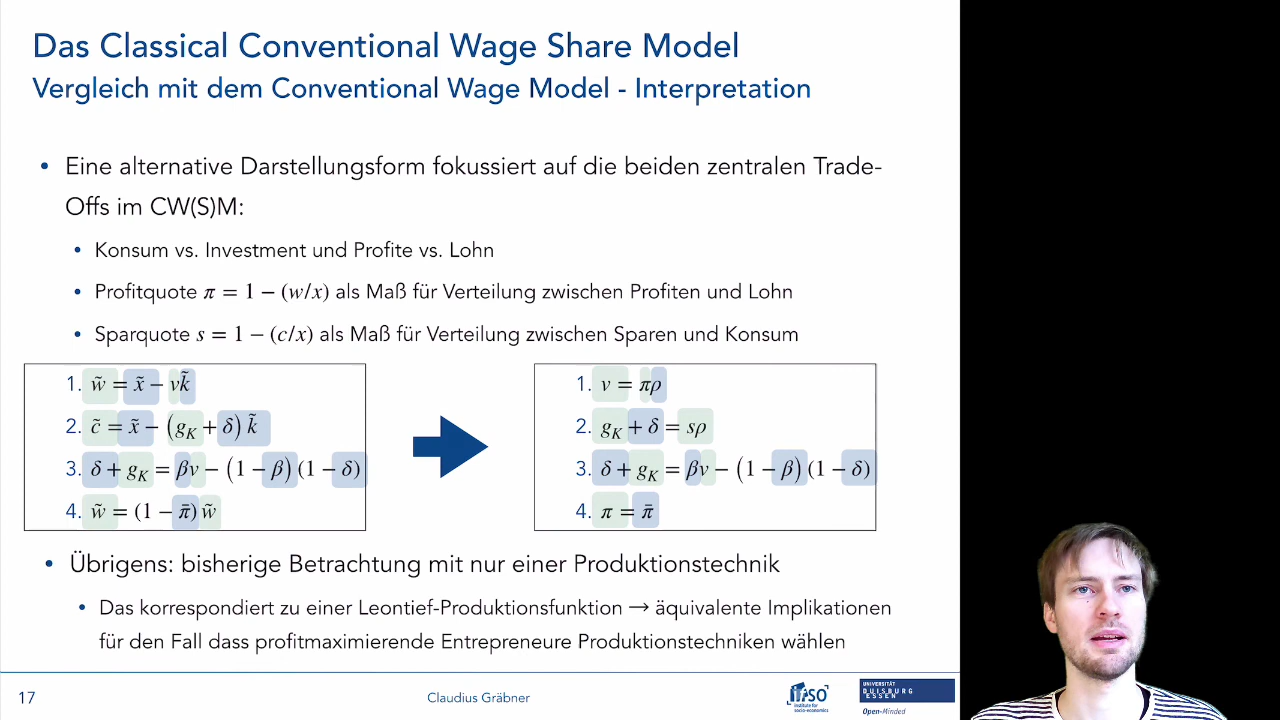 Das Classical Conventional Wage Share Model
Vergleich mit dem Conventional Wage Model - Interpretation
• Eine alternative Darstellungsform fokussiert auf die beiden zentralen Trade-
Offs im CW(S)M:
• Konsum vs. Investment und Profite vs. Lohn
• Profitquote π = 1 − (w/x) als Maß für Verteilung zwischen Profiten und Lohn
• Sparquote s = 1 − (c/x) als Maß für Verteilung zwischen Sparen und Konsum
1. w̃ = x̃ − vk̃
2. c̃ = x̃ − (g_K + δ) k̃
3. δ + g_K = βv − (1 − β) (1 − δ)
4. w̃ = (1 − π̄) w̃
1. v = πρ
2. g_K + δ = sρ
3. δ + g_K = βv − (1 − β) (1 − δ)
4. π = π̄
• Übrigens: bisherige Betrachtung mit nur einer Produktionstechnik
• Das korrespondiert zu einer Leontief-Produktionsfunktion → äquivalente Implikationen
für den Fall dass profitmaximierende Entrepreneure Produktionstechniken wählen
17
Claudius Gräbner
ifso
institute for
socio-economics
UNIVERSITÄT
DUISBURG
ESSEN
Open-Minded